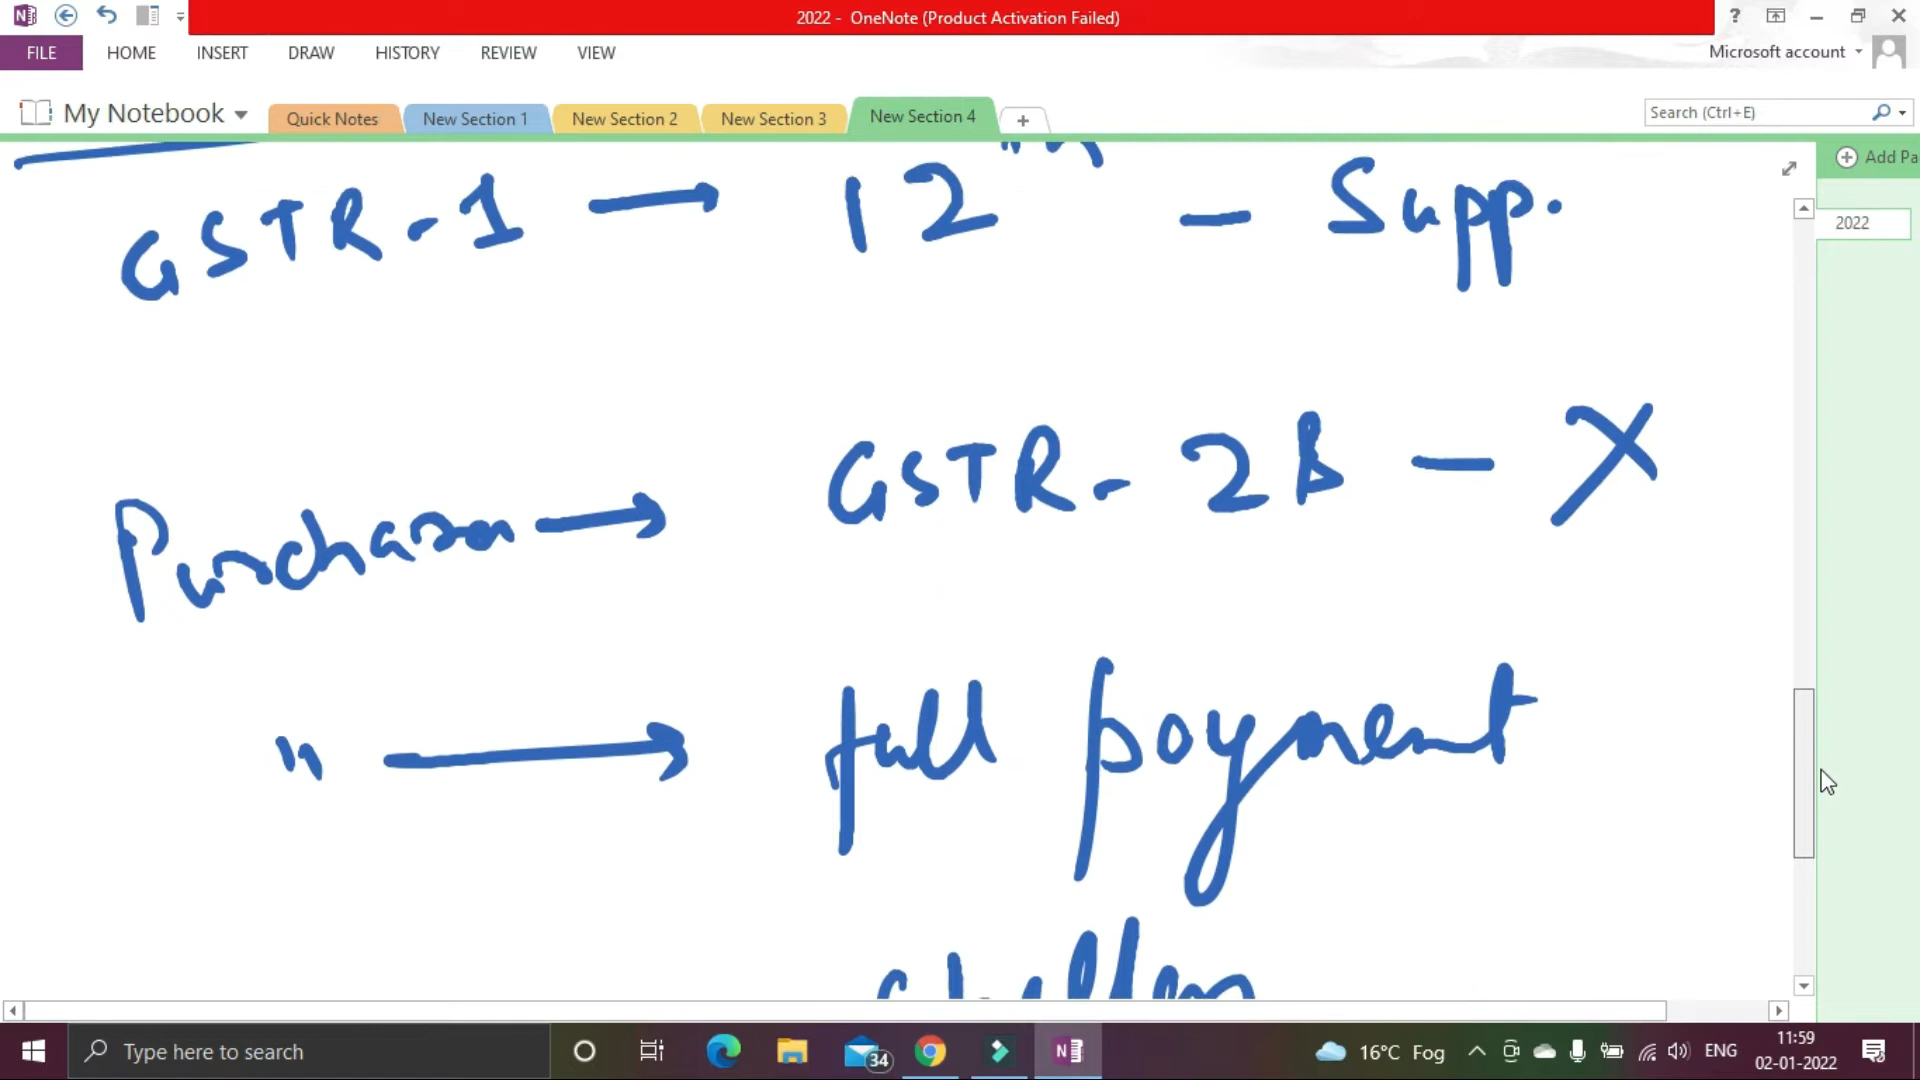 2022 - OneNote (Product Activation Failed)
FILE HOME INSERT DRAW HISTORY REVIEW VIEW
Microsoft account
My Notebook Quick Notes New Section 1 New Section 2 New Section 3 New Section 4
Search (Ctrl+E)
Add Pa
2022
GSTR-1 → 12 - Supp.
→ GSTR-2B - X
" → full payment
Type here to search
34
16°C Fog
ENG
11:59
02-01-2022